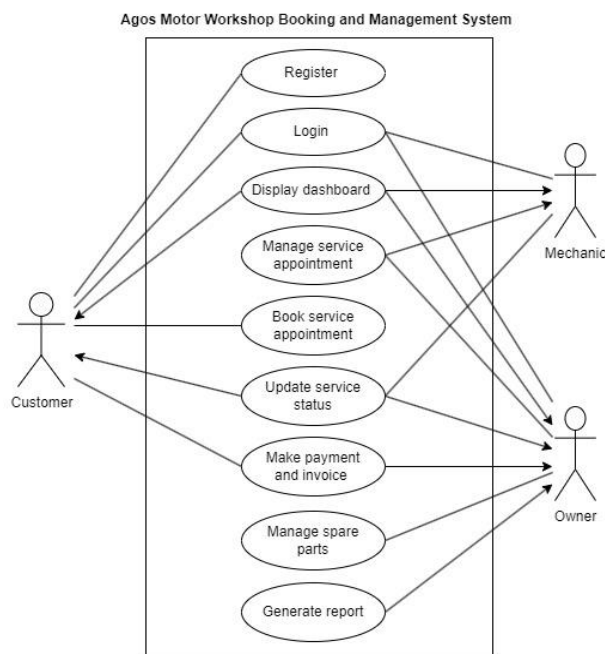 Agos Motor Workshop Booking and Management System
Register
Login
Display dashboard
Manage service
appointment
Book service
appointment
Update service
status
Make payment
and invoice
Manage spare
parts
Generate report
Customer
Mechanic
Owner